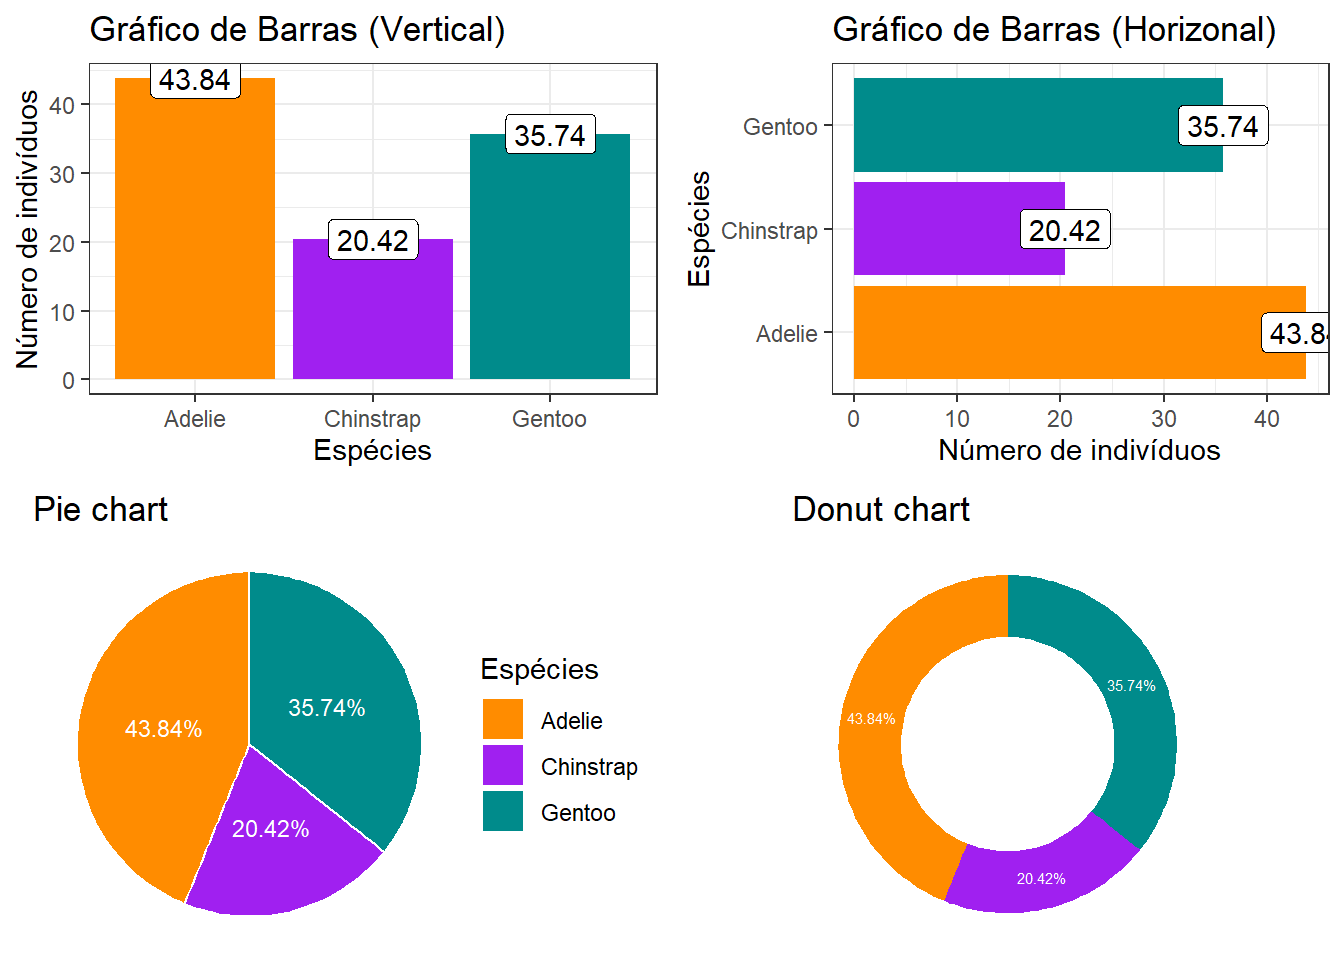 Gráfico de Barras (Vertical)
Número de indivíduos
40
30
20
10
0
43.84
20.42
35.74
Adelie
Chinstrap
Gentoo
Espécies
Gráfico de Barras (Horizonal)
Espécies
Gentoo
Chinstrap
Adelie
35.74
20.42
43.84
0
10
20
30
40
Número de indivíduos
Pie chart
43.84%
35.74%
20.42%
Espécies
Adelie
Chinstrap
Gentoo
Donut chart
35.74%
43.84%
20.42%